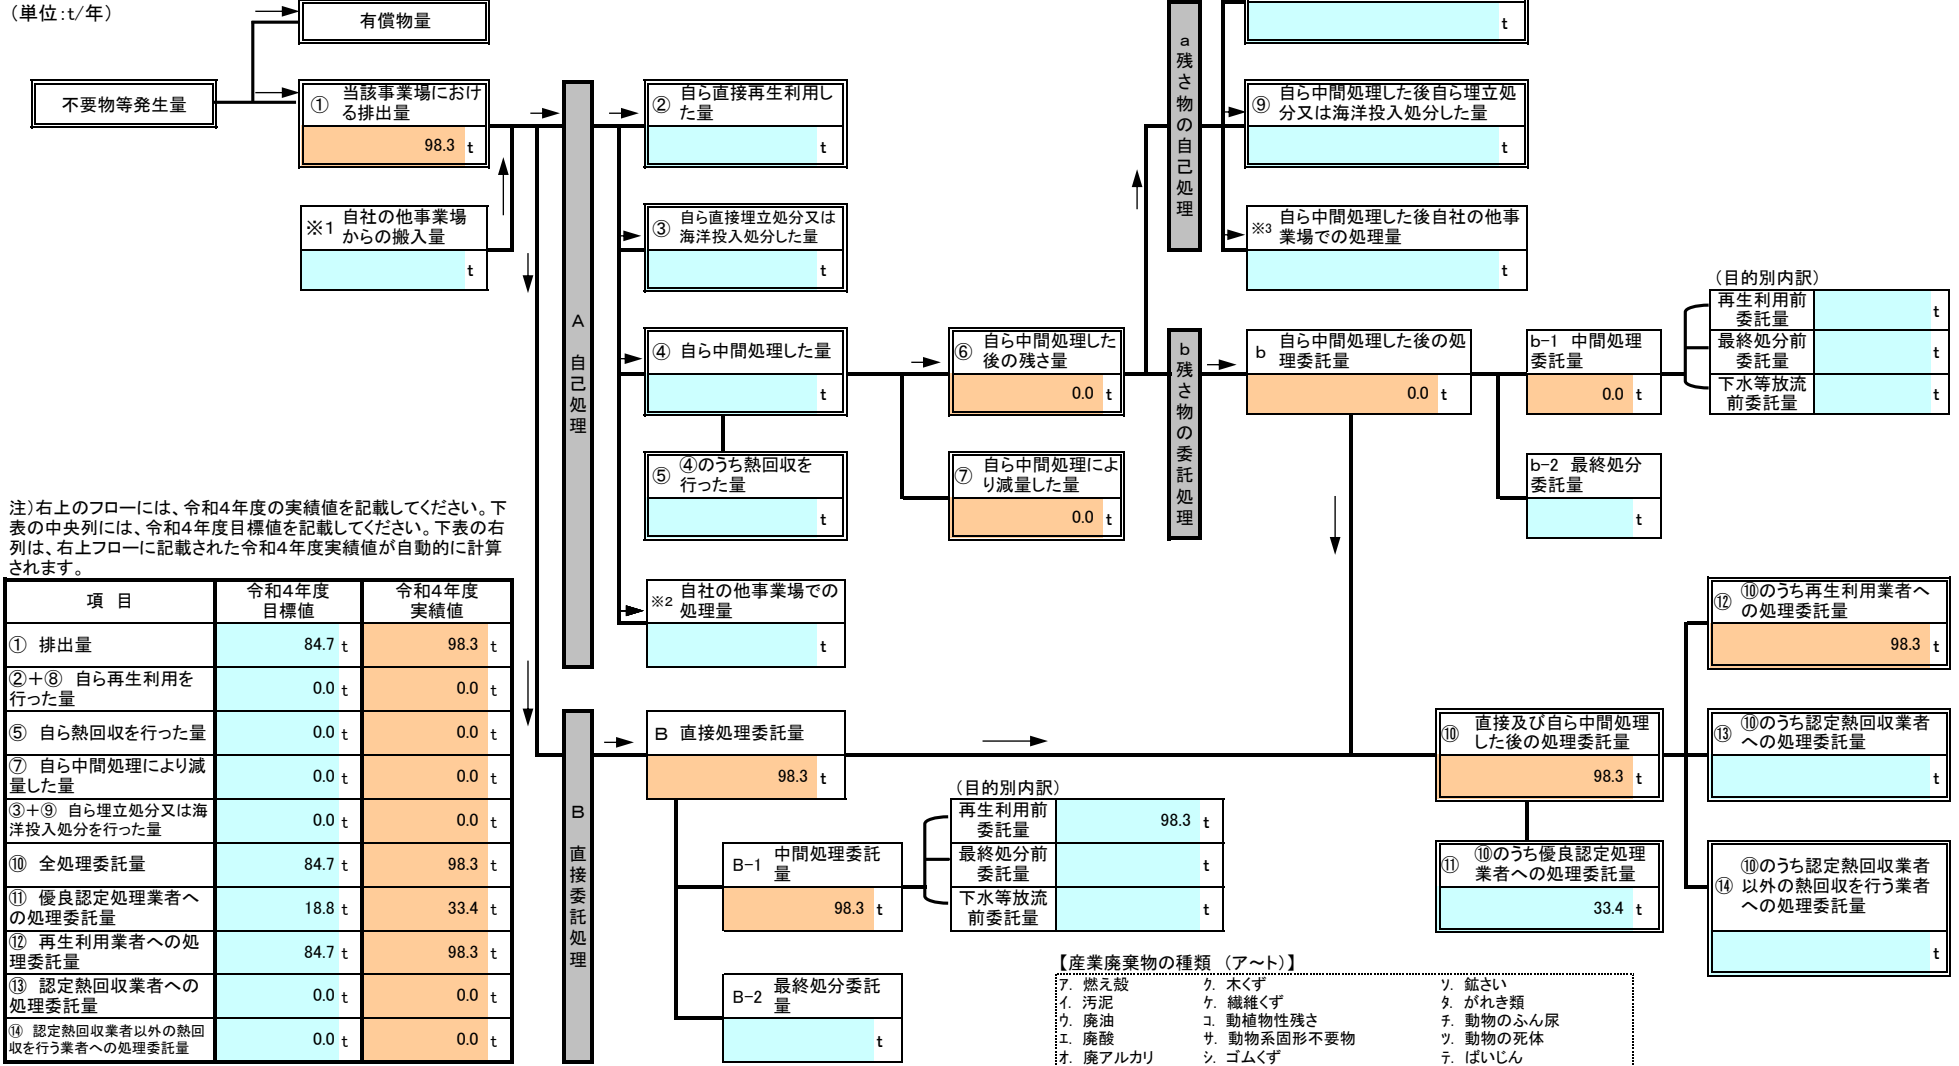 (単位:t/年)
有償物量
不要物等発生量
① 当該事業場におけ
る排出量
98.3 t
※1 自社の他事業場
からの搬入量
t
A 自己処理
② 自ら直接再生利用し
た量
t
③ 自ら直接埋立処分又は
海洋投入処分した量
t
④ 自ら中間処理した量
t
⑤ ④のうち熱回収を
行った量
t
※2 自社の他事業場での
処理量
t
⑥ 自ら中間処理した
後の残さ量
0.0 t
⑦ 自ら中間処理によ
り減量した量
0.0 t
a 残さ物の自己処理
t
⑨ 自ら中間処理した後自ら埋立処
分又は海洋投入処分した量
t
※3 自ら中間処理した後自社の他事
業場での処理量
t
b 残さ物の委託処理
b 自ら中間処理した後の処
理委託量
0.0 t
b-1 中間処理
委託量
0.0 t
b-2 最終処分
委託量
t
(目的別内訳)
再生利用前
委託量
t
最終処分前
委託量
t
下水等放流
前委託量
t
注)右上のフローには、令和4年度の実績値を記載してください。下
表の中央列には、令和4年度目標値を記載してください。下表の右
列は、右上フローに記載された令和4年度実績値が自動的に計算
されます。
項 目 令和4年度 令和4年度
目標値 実績値
① 排出量 84.7 t 98.3 t
②+⑧ 自ら再生利用を
行った量 0.0 t 0.0 t
⑤ 自ら熱回収を行った量 0.0 t 0.0 t
⑦ 自ら中間処理により減
量した量 0.0 t 0.0 t
③+⑨ 自ら埋立処分又は海
洋投入処分を行った量 0.0 t 0.0 t
⑩ 全処理委託量 84.7 t 98.3 t
⑪ 優良認定処理業者へ
の処理委託量 18.8 t 33.4 t
⑫ 再生利用業者への処
理委託量 84.7 t 98.3 t
⑬ 認定熱回収業者への
処理委託量 0.0 t 0.0 t
⑭ 認定熱回収業者以外の熱回
収を行う業者への処理委託量 0.0 t 0.0 t
B 直接委託処理
B 直接処理委託量
98.3 t
B-1 中間処理委託
量
98.3 t
B-2 最終処分委託
量
t
(目的別内訳)
再生利用前
委託量
98.3 t
最終処分前
委託量
t
下水等放流
前委託量
t
⑩ 直接及び自ら中間処理
した後の処理委託量
98.3 t
⑪ ⑩のうち優良認定処理
業者への処理委託量
33.4 t
⑫ ⑩のうち再生利用業者へ
の処理委託量
98.3 t
⑬ ⑩のうち認定熱回収業者
への処理委託量
t
⑭ ⑩のうち認定熱回収業者
以外の熱回収を行う業者
への処理委託量
t
【産業廃棄物の種類 (ア~ト)】
ア. 燃え殻 ク. 木くず ソ. 鉱さい
イ. 汚泥 ケ. 繊維くず タ. がれき類
ウ. 廃油 コ. 動植物性残さ チ. 動物のふん尿
エ. 廃酸 サ. 動物系固形不要物 ツ. 動物の死体
オ. 廃アルカリ シ. ゴムくず テ. ばいじん